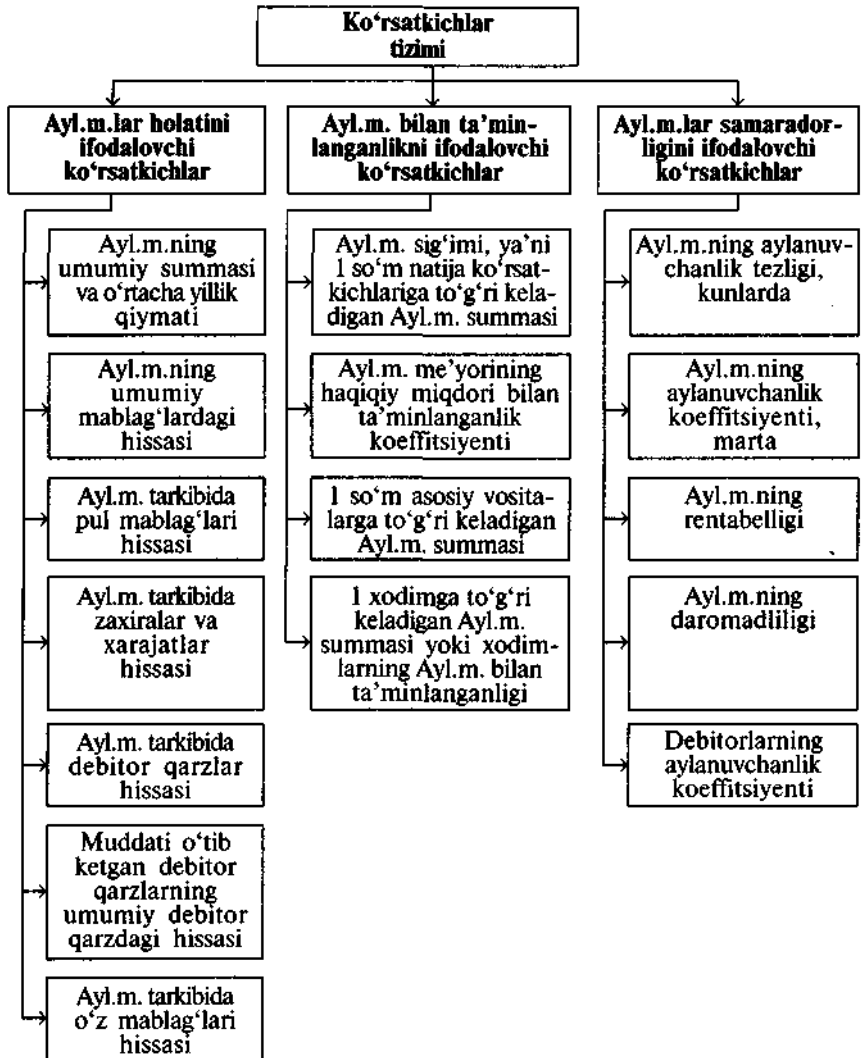 Ko‘rsatkichlar
tizimi
Ayl.m.lar holatini
ifodalovchi
ko‘rsatkichlar
Ayl.m.ning
umumiy summasi
va o‘rtacha yillik
qiymati
Ayl.m.ning
umumiy
mablag‘lardagi
hissasi
Ayl.m. tarkibida
pul mablag‘lari
hissasi
Ayl.m. tarkibida
zaxiralar va
xarajatlar
hissasi
Ayl.m. tarkibida
debitor qarzlar
hissasi
Muddati o‘tib
ketgan debitor
qarzlarning
umumiy debitor
qarzdagi hissasi
Ayl.m. tarkibida
o‘z mablag‘lari
hissasi
Ayl.m. bilan ta’min-
langanlikni ifodalovchi
ko‘rsatkichlar
Ayl.m. sig‘imi, ya’ni
1 so‘m natija ko‘rsat-
kichlariga to‘g‘ri kela-
digan Ayl.m. summasi
Ayl.m. me’yorining
haqiqiy miqdori bilan
ta’minlanganlik
koeffitsiyenti
1 so‘m asosiy vosita-
larga to‘g‘ri keladigan
Ayl.m. summasi
1 xodimga to‘g‘ri
keladigan Ayl.m.
summasi yoki xodim-
larning Ayl.m. bilan
ta’minlanganligi
Ayl.m.lar samarador-
ligini ifodalovchi
ko‘rsatkichlar
Ayl.m.ning aylanuv-
chanlik tezligi,
kunlarda
Ayl.m.ning
aylanuvchanlik
koeffitsiyenti,
marta
Ayl.m.ning
rentabelligi
Ayl.m.ning
daromadliligi
Debitorlarning
aylanuvchanlik
koeffitsiyenti